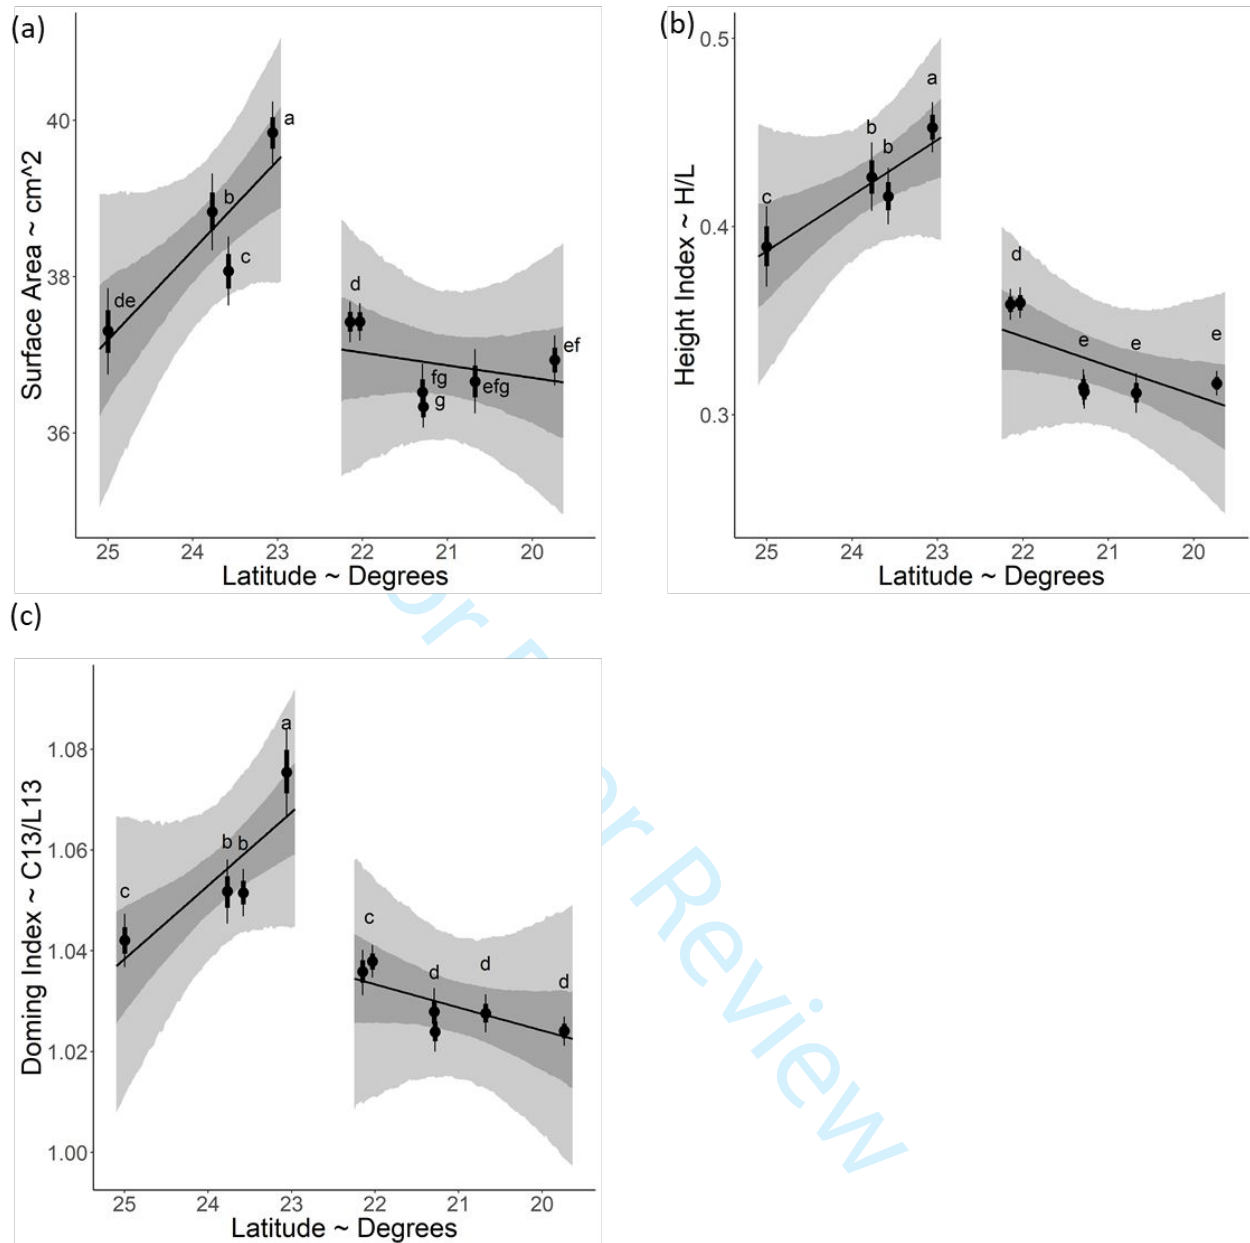 (a)
Surface Area ~ cm^2
40
38
36
a
b
c
de
d
fg
g
efg
ef
25 24 23 22 21 20
Latitude ~ Degrees
(b)
Height Index ~ H/L
0.5
0.4
0.3
a
b
b
c
d
e
e
e
25 24 23 22 21 20
Latitude ~ Degrees
(c)
Doming Index ~ C13/L13
1.08
1.06
1.04
1.02
1.00
a
b b
c
c
d
d
d
25 24 23 22 21 20
Latitude ~ Degrees
or Review